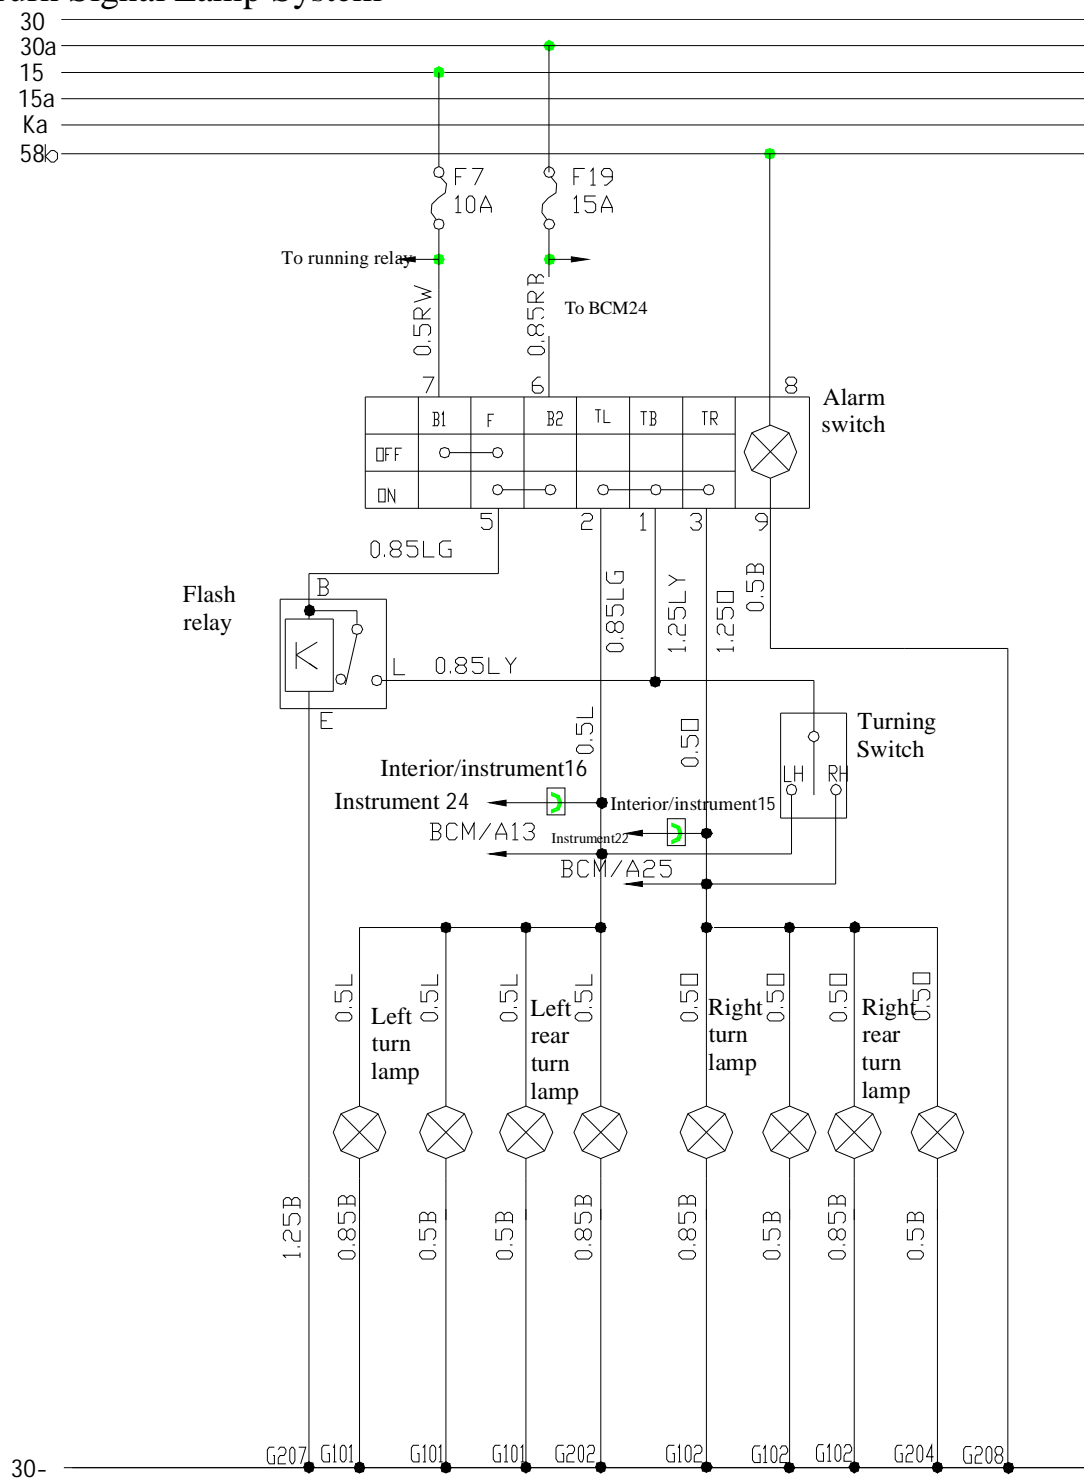 Turn Signal Lamp System
30
30a
15
15a
Ka
58b
F7
10A
F19
15A
To running relay
0.5RW
0.85RB
To BCM24
7
6
8
Alarm
switch
B1
F
B2
TL
TB
TR
OFF
ON
5
2
1
3
9
0.85LG
0.85LG
1.25LY
1.25O
0.5B
Flash
relay
B
K
L
0.85LY
E
0.5L
0.5O
Turning
Switch
LH
RH
Interior/instrument16
Instrument 24
Interior/instrument15
BCM/A13
Instrument22
BCM/A25
0.5L
0.5L
0.5L
0.5L
0.5O
0.5O
0.5O
0.5O
Left
turn
lamp
Left
rear
turn
lamp
Right
turn
lamp
Right
rear
turn
lamp
1.25B
0.85B
0.5B
0.5B
0.85B
0.85B
0.5B
0.85B
0.5B
G207
G101
G101
G101
G202
G102
G102
G102
G204
G208
30-